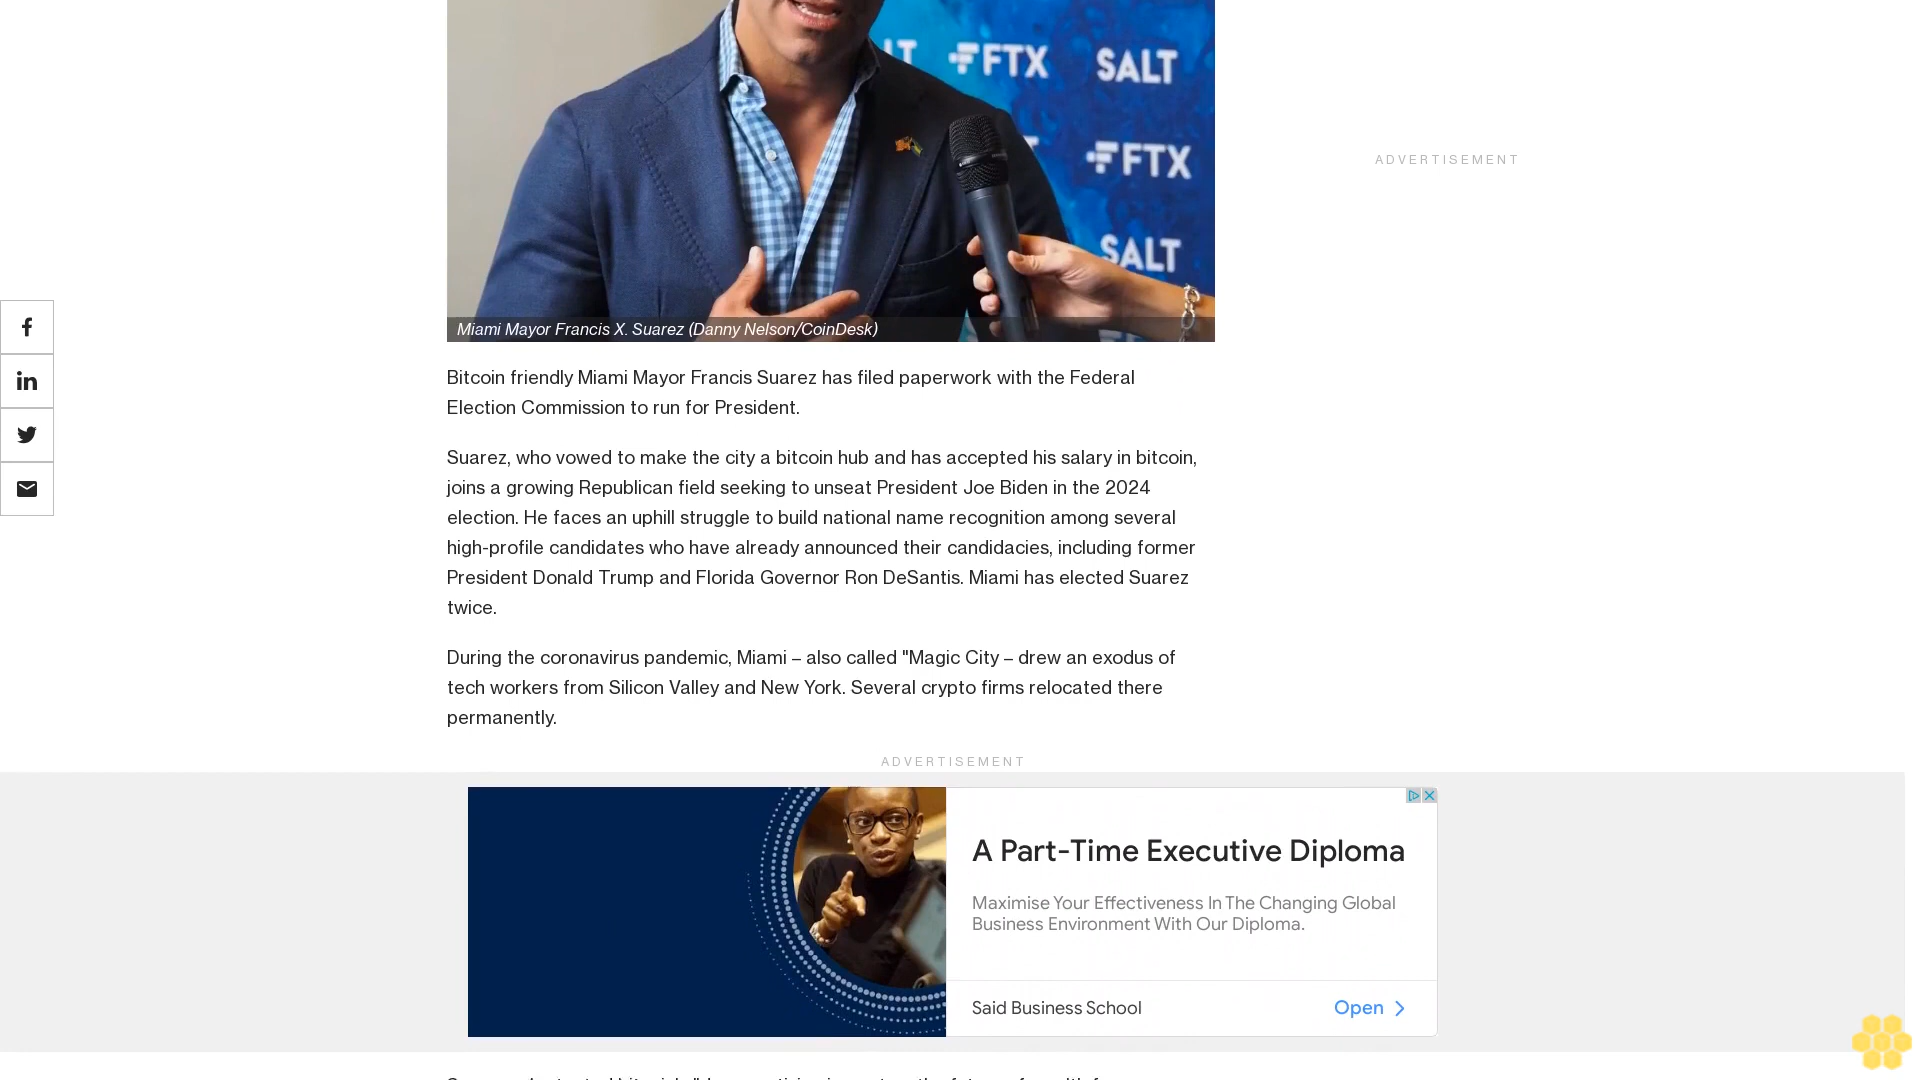 LT FTX SALT
FTX
SALT
Miami Mayor Francis X. Suarez (Danny Nelson/CoinDesk)
ADVERTISEMENT
Bitcoin friendly Miami Mayor Francis Suarez has filed paperwork with the Federal
Election Commission to run for President.
Suarez, who vowed to make the city a bitcoin hub and has accepted his salary in bitcoin,
joins a growing Republican field seeking to unseat President Joe Biden in the 2024
election. He faces an uphill struggle to build national name recognition among several
high-profile candidates who have already announced their candidacies, including former
President Donald Trump and Florida Governor Ron DeSantis. Miami has elected Suarez
twice.
During the coronavirus pandemic, Miami – also called "Magic City – drew an exodus of
tech workers from Silicon Valley and New York. Several crypto firms relocated there
permanently.
ADVERTISEMENT
A Part-Time Executive Diploma
Maximise Your Effectiveness In The Changing Global
Business Environment With Our Diploma.
Said Business School
Open